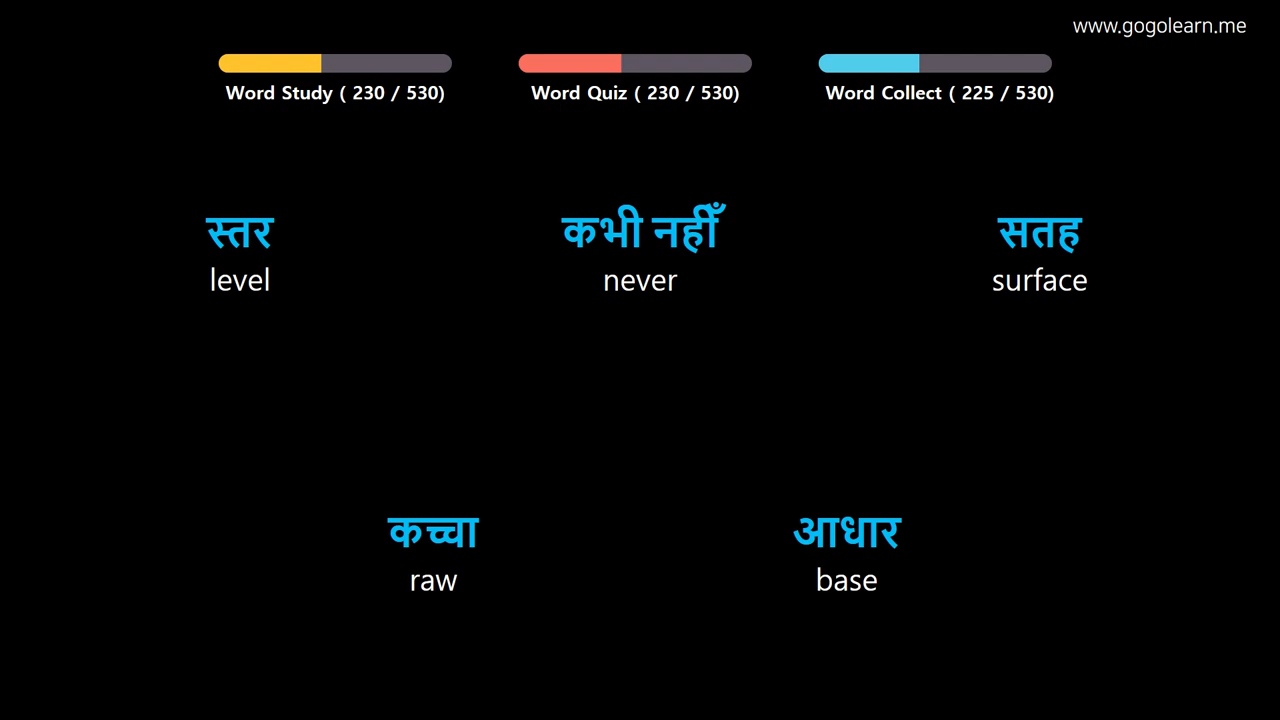 www.gogolearn.me
Word Study ( 230 / 530)
Word Quiz ( 230 / 530)
Word Collect ( 225 / 530)
स्तर
level
कभी नहीँ
never
सतह
surface
कच्चा
raw
आधार
base